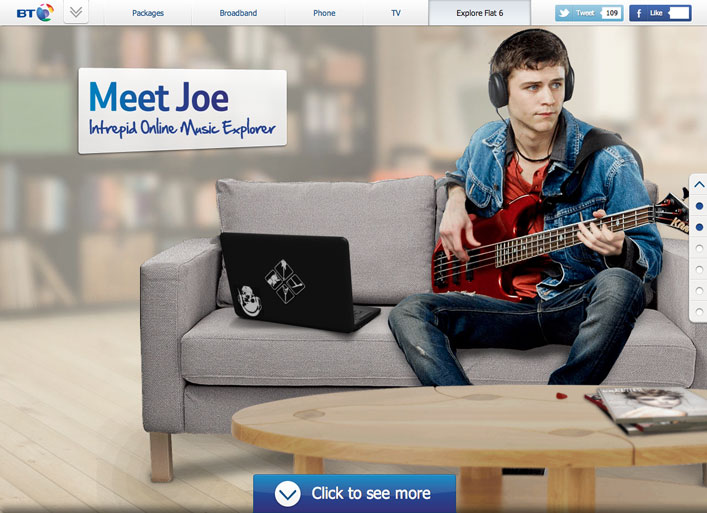 BT
Packages
Broadband
Phone
TV
Explore Flat 6
Tweet
109
Like
Meet Joe
Intrepid Online Music Explorer
Click to see more